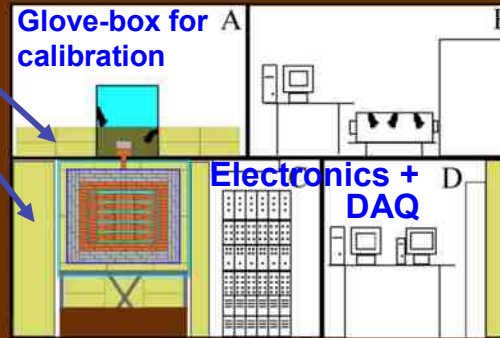 Glove-box for
calibration
A
B
Electronics +
DAQ
C
D